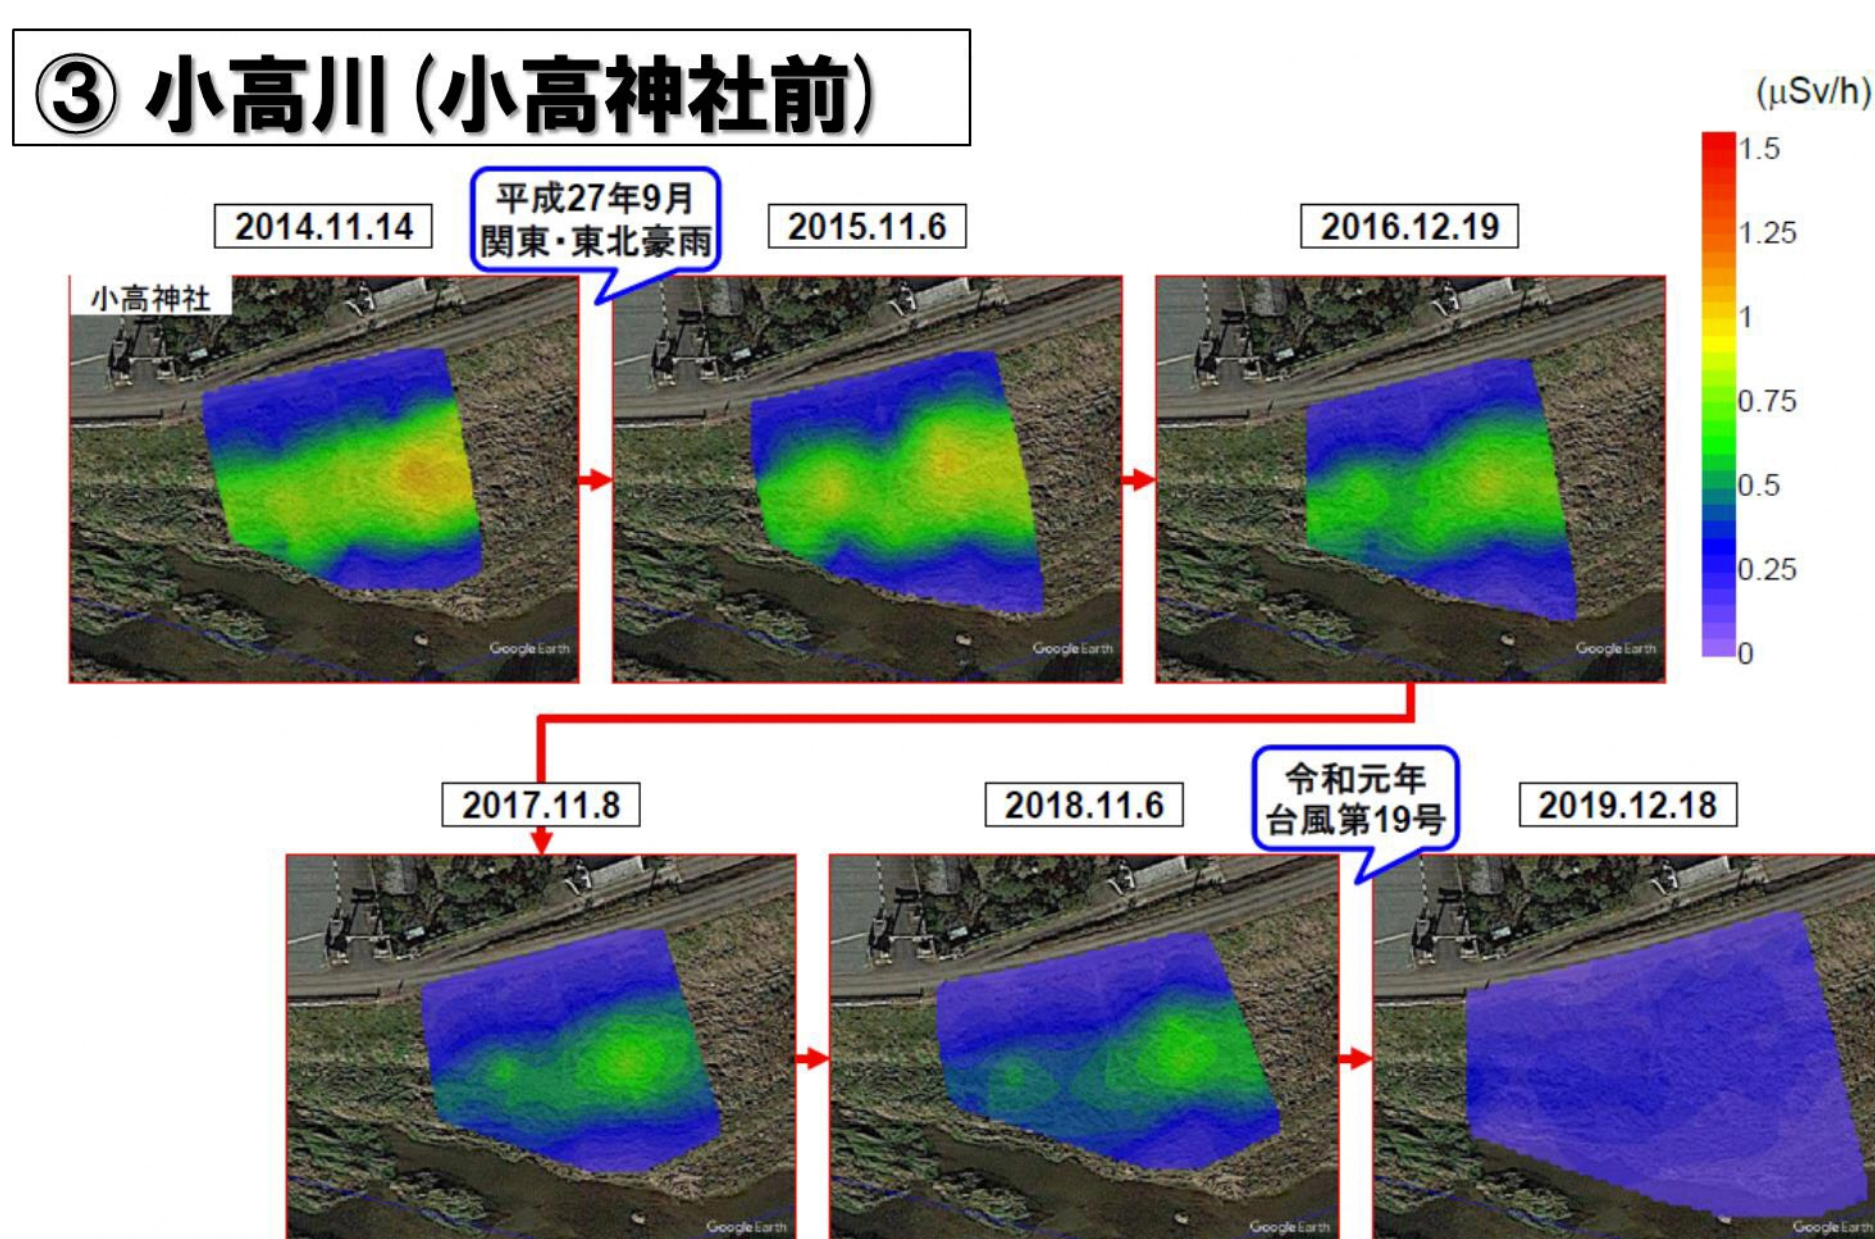 ③ 小高川(小高神社前)
(μSv/h)
1.5
1.25
1
0.75
0.5
0.25
0
平成27年9月
関東・東北豪雨
2014.11.14
2015.11.6
2016.12.19
小高神社
Google Earth
Google Earth
Google Earth
令和元年
台風第19号
2017.11.8
2018.11.6
2019.12.18
Google Earth
Google Earth
Google Earth